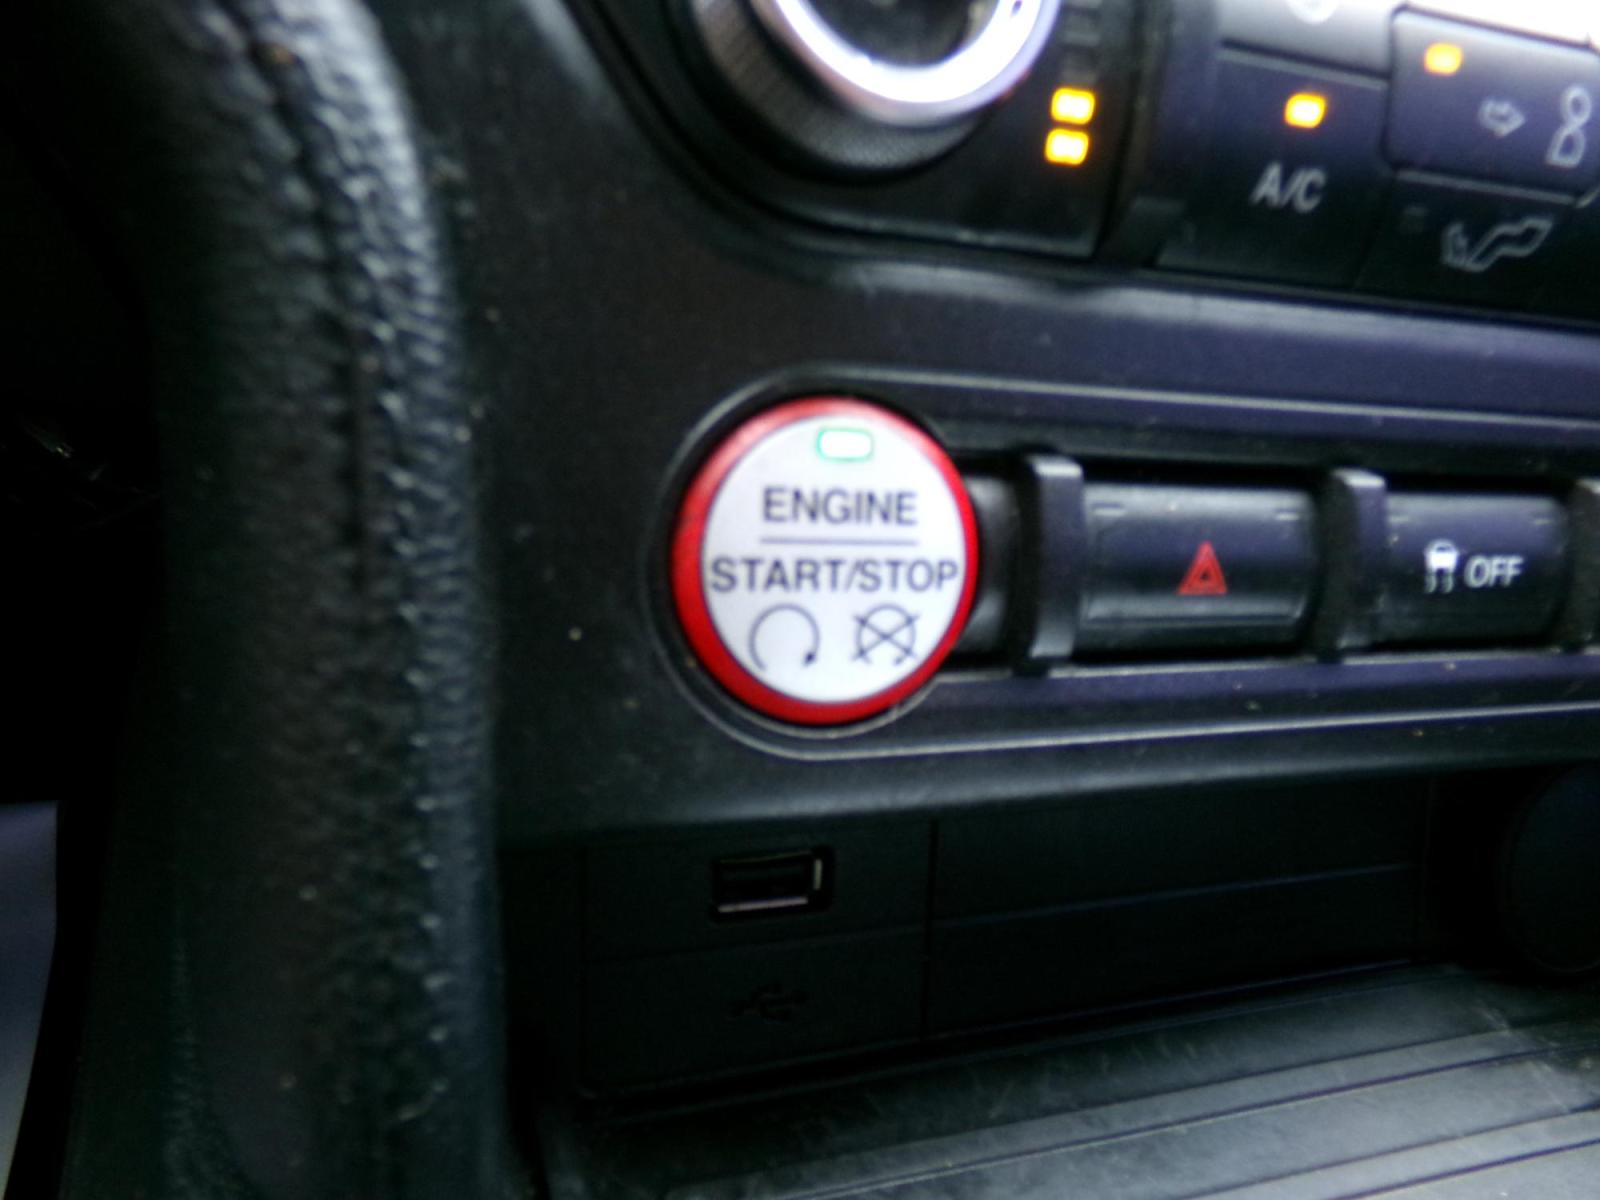 A/C
ENGINE
START/STOP
OFF